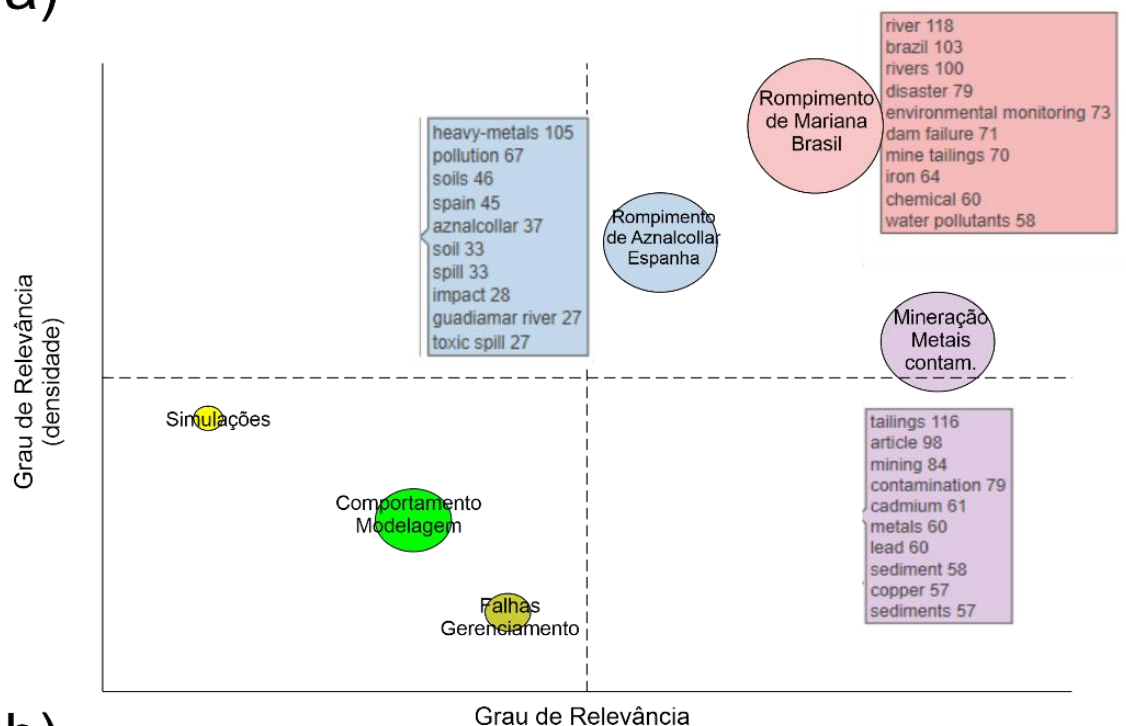 a)
river 118
brazil 103
rivers 100
disaster 79
environmental monitoring 73
dam failure 71
mine tailings 70
iron 64
chemical 60
water pollutants 58
Rompimento
de Mariana
Brasil
heavy-metals 105
pollution 67
soils 46
spain 45
aznalcollar 37
soil 33
spill 33
impact 28
guadiamar river 27
toxic spill 27
Rompimento
de Aznalcollar
Espanha
Mineração
Metais
contam.
Grau de Relevância
(densidade)
Simulações
tailings 116
article 98
mining 84
contamination 79
cadmium 61
metals 60
lead 60
sediment 58
copper 57
sediments 57
Comportamento
Modelagem
Falhas
Gerenciamento
Grau de Relevância
b)